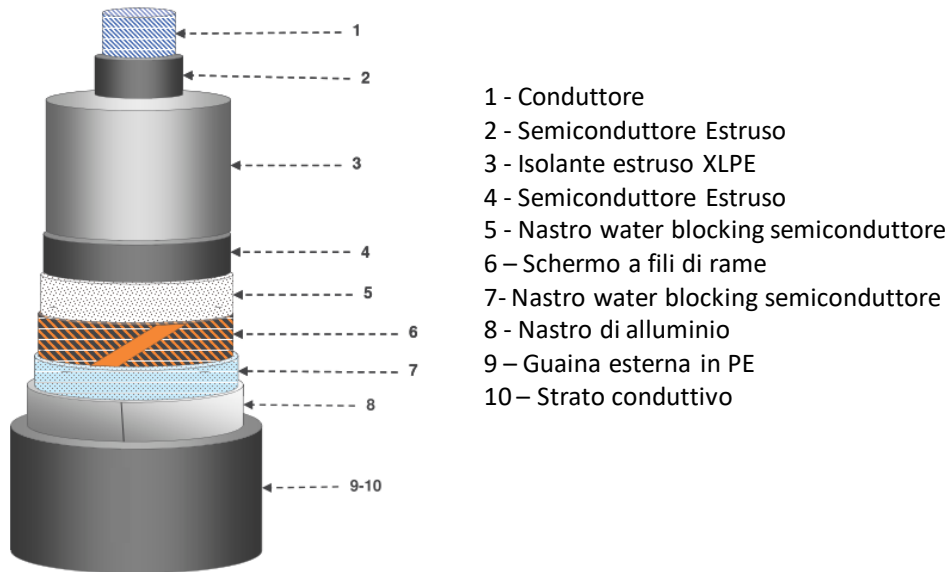 1
2
3
4
5
6
7
8
9-10
1 - Conduttore
2 - Semiconduttore Estruso
3 - Isolante estruso XLPE
4 - Semiconduttore Estruso
5 - Nastro water blocking semiconduttore
6 – Schermo a fili di rame
7- Nastro water blocking semiconduttore
8 - Nastro di alluminio
9 – Guaina esterna in PE
10 – Strato conduttivo